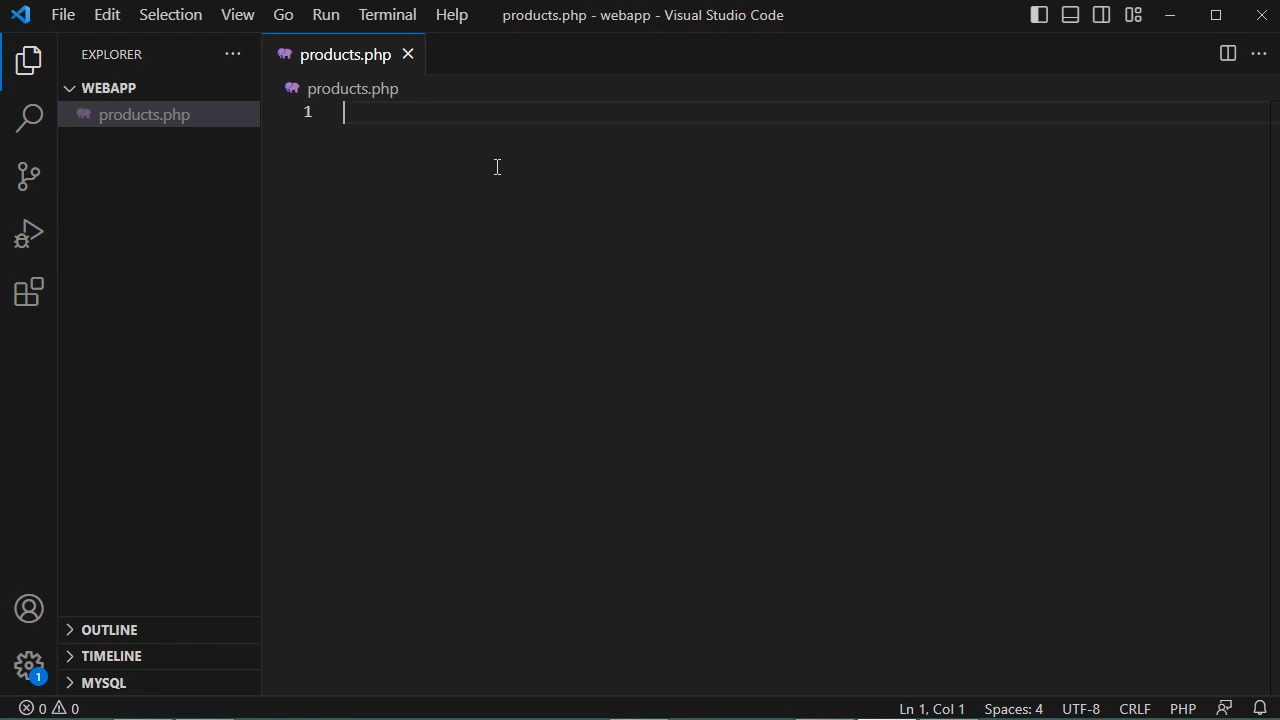 File Edit Selection View Go Run Terminal Help products.php - webapp - Visual Studio Code
EXPLORER
products.php
WEBAPP
products.php
products.php
1
OUTLINE
TIMELINE
MYSQL
1
0 0 Ln 1, Col 1 Spaces: 4 UTF-8 CRLF PHP